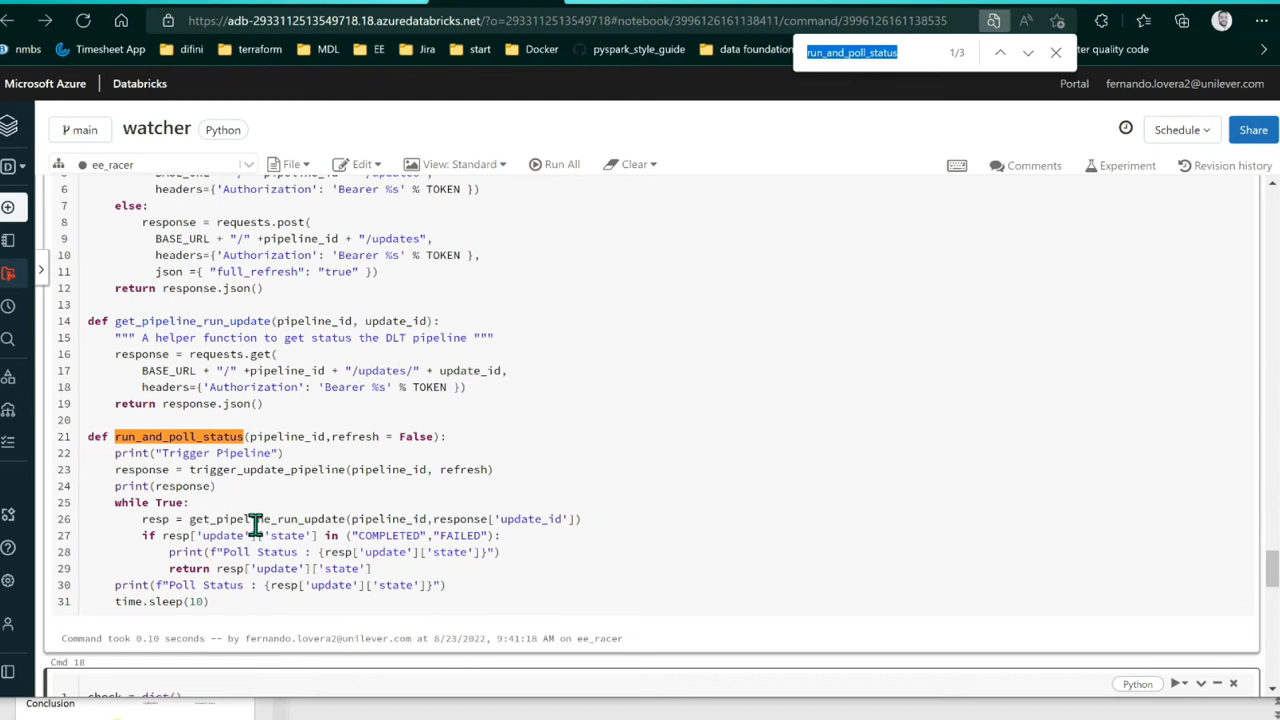 https://adb-2933112511979618.18.azuredatabricks.net/?o=2933112511979618#notebook/3996126161138411/command/3996126161138535
nmbs Timesheet App difini terraform MDL EE Jira start Docker pyspark_style_guide data foundation ter quality code
run_and_poll_status 1/3
Microsoft Azure Databricks Portal fernando.lovera2@unilever.com
main watcher Python Schedule Share
ee_racer File Edit View: Standard Run All Clear Comments Experiment Revision history
6 headers={'Authorization': 'Bearer %s' % TOKEN })
7 else:
8 response = requests.post(
9 BASE_URL + "/" +pipeline_id + "/updates",
10 headers={'Authorization': 'Bearer %s' % TOKEN },
11 json ={ "full_refresh": "true" })
12 return response.json()
13
14 def get_pipeline_run_update(pipeline_id, update_id):
15 """ A helper function to get status the DLT pipeline """
16 response = requests.get(
17 BASE_URL + "/" +pipeline_id + "/updates/" + update_id,
18 headers={'Authorization': 'Bearer %s' % TOKEN })
19 return response.json()
20
21 def run_and_poll_status(pipeline_id,refresh = False):
22 print("Trigger Pipeline")
23 response = trigger_update_pipeline(pipeline_id, refresh)
24 print(response)
25 while True:
26 resp = get_pipeline_run_update(pipeline_id,response['update_id'])
27 if resp['update']['state'] in ("COMPLETED","FAILED"):
28 print(f"Poll Status : {resp['update']['state']}")
29 return resp['update']['state']
30 print(f"Poll Status : {resp['update']['state']}")
31 time.sleep(10)
Command took 0.10 seconds -- by fernando.lovera2@unilever.com at 8/23/2022, 9:41:18 AM on ee_racer
Cmd 18
Python
1 check = dict()
Conclusion